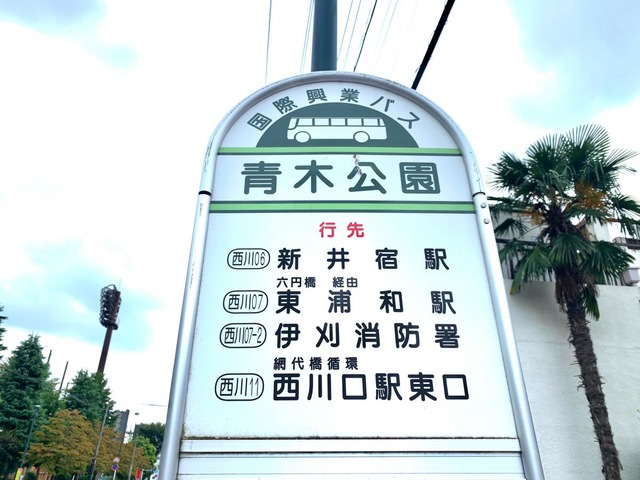 国際興業バス
青木公園
行先
西川06 新井宿駅
六円橋 経由
西川07 東浦和駅
西川07-2 伊刈消防署
網代橋循環
西川11 西川口駅東口